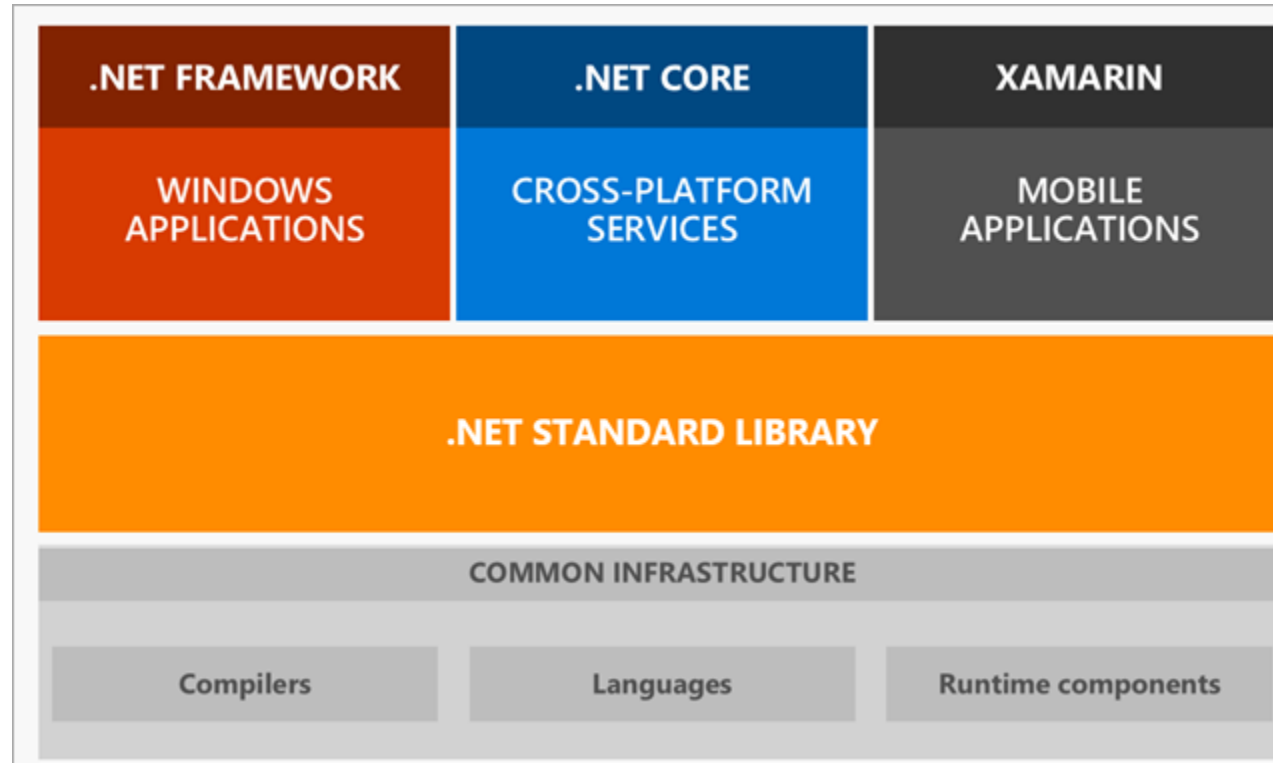 .NET FRAMEWORK
.NET CORE
XAMARIN
WINDOWS
APPLICATIONS
CROSS-PLATFORM
SERVICES
MOBILE
APPLICATIONS
.NET STANDARD LIBRARY
COMMON INFRASTRUCTURE
Compilers
Languages
Runtime components